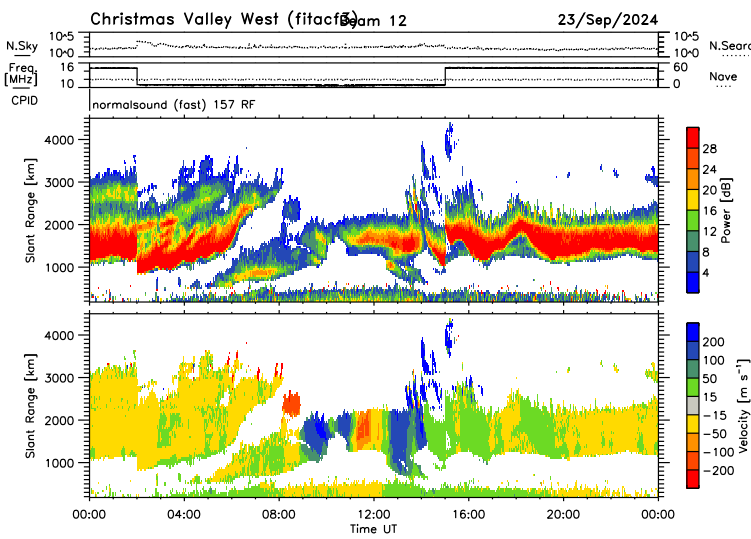 Christmas Valley West (fitacf3) Beam 12 23/Sep/2024
N.Sky 10^5 10^0 10^5 10^0 N.Searc
Freq [MHz] 16 10 60 0 Nave
CPID normalsound (fast) 157 RF
Slant Range [km] 4000 3000 2000 1000
Power [dB] 28 24 20 16 12 8 4
Slant Range [km] 4000 3000 2000 1000
Velocity [m s⁻¹] 200 100 50 15 −15 −50 −100 −200
00:00 04:00 08:00 12:00 16:00 20:00 00:00
Time UT